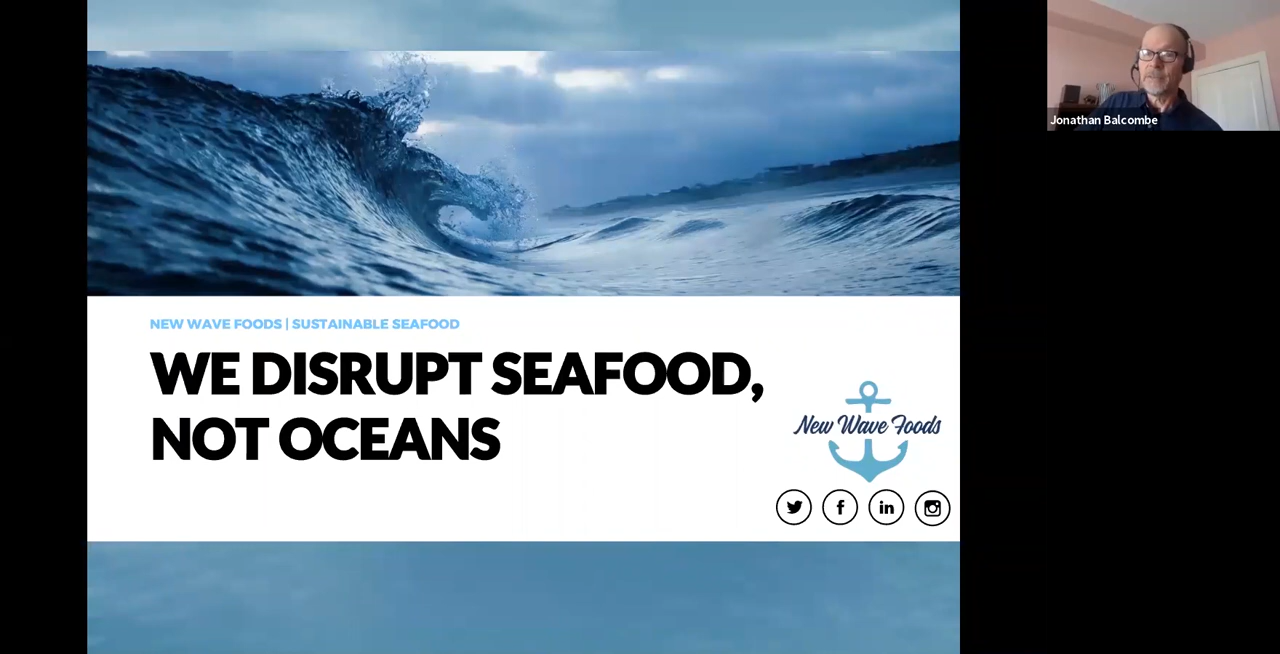 Jonathan Balcombe
NEW WAVE FOODS | SUSTAINABLE SEAFOOD
WE DISRUPT SEAFOOD,
NOT OCEANS
New Wave Foods